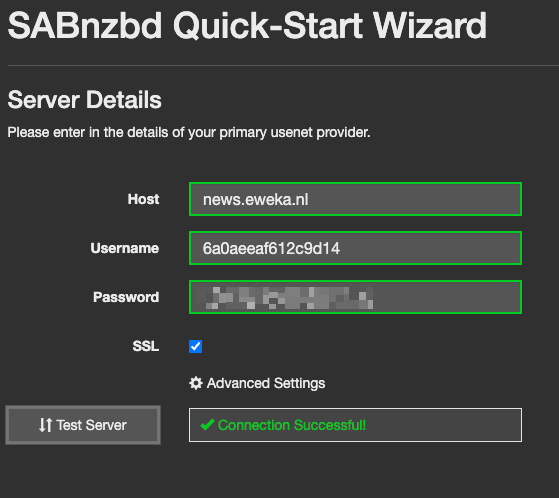 SABnzbd Quick-Start Wizard
Server Details
Please enter in the details of your primary usenet provider.
Host news.eweka.nl
Username 6a0aeeaf612c9d14
Password
SSL
Advanced Settings
Test Server Connection Successful!